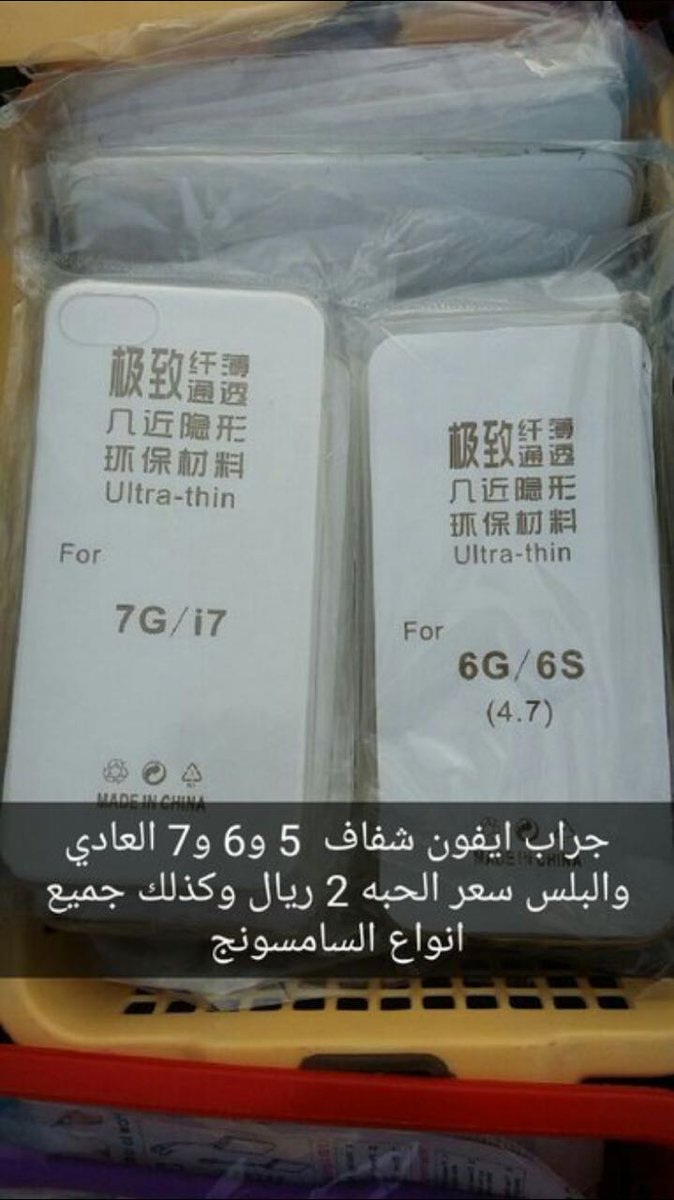 极致纤薄通透
几近隐形
环保材料
Ultra-thin
For
7G/i7
MADE IN CHINA
极致纤薄通透
几近隐形
环保材料
Ultra-thin
For
6G/6S
(4.7)
MADE IN CHINA
جراب ايفون شفاف 5 و6 و7 العادي
والبلس سعر الحبه 2 ريال وكذلك جميع
انواع السامسونج